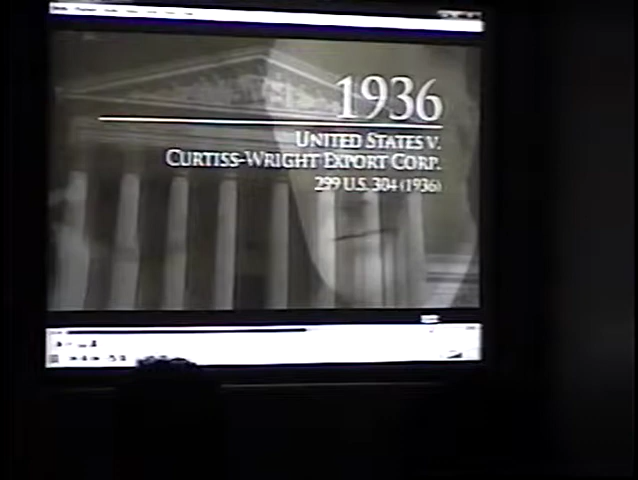 1936
UNITED STATES V.
CURTISS-WRIGHT EXPORT CORP.
299 U.S. 304 (1936)